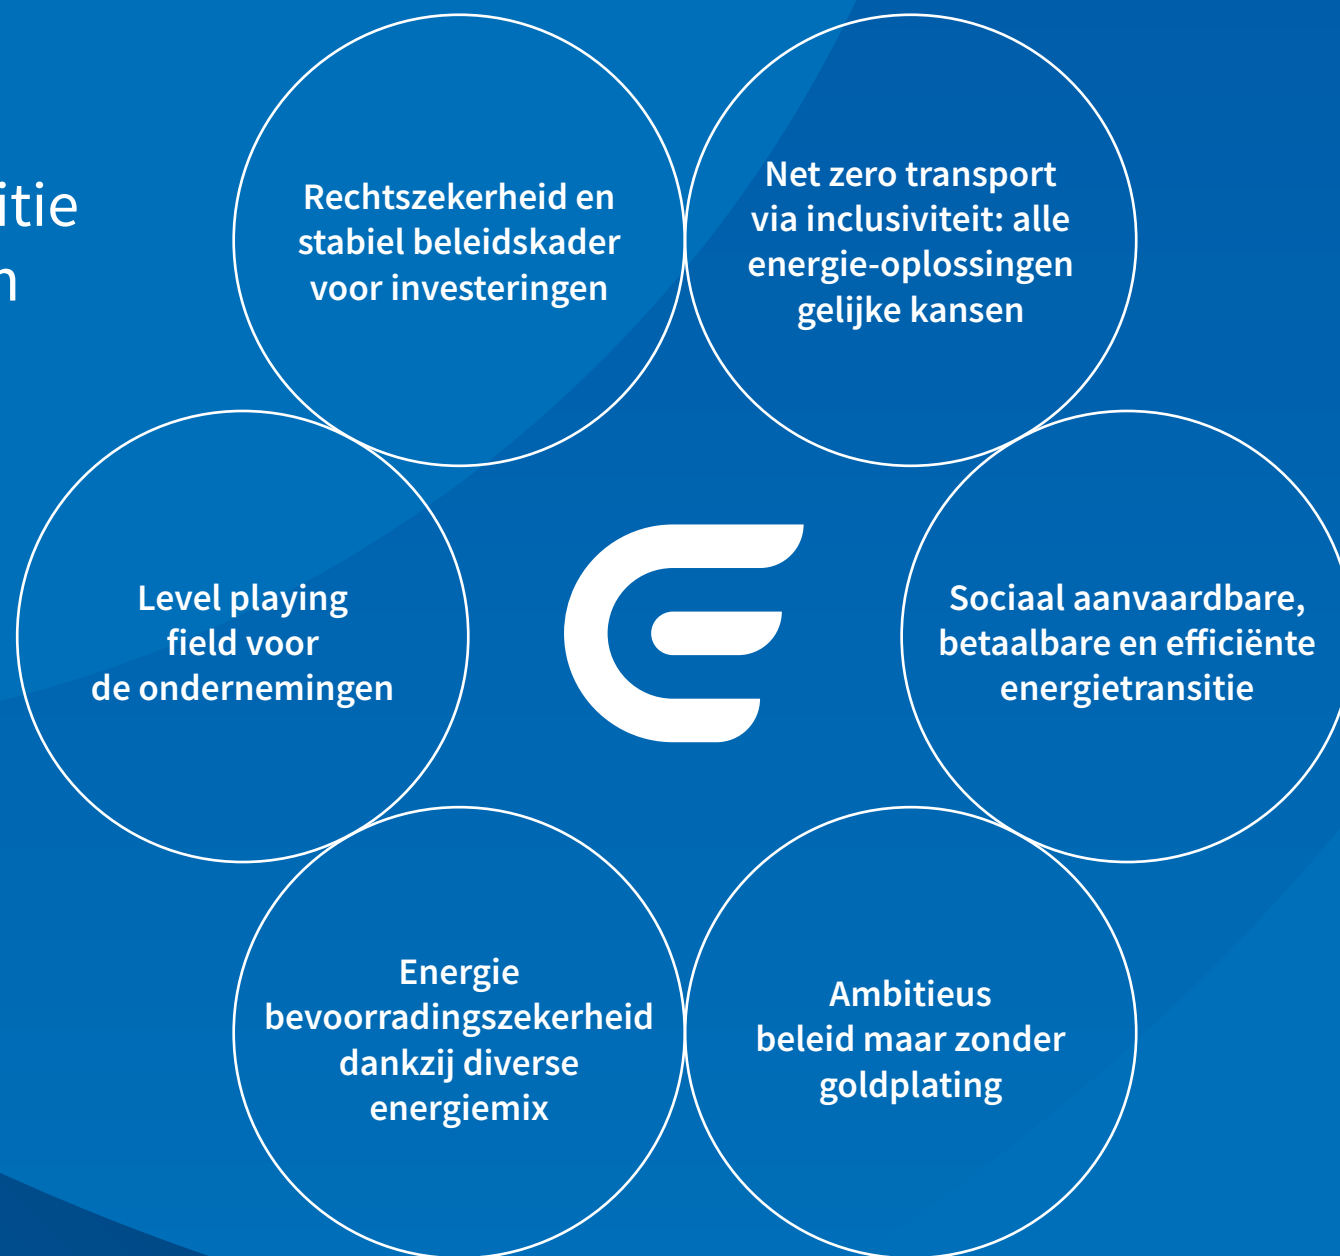 itie
Rechtszekerheid en
stabiel beleidskader
voor investeringen
Net zero transport
via inclusiviteit: alle
energie-oplossingen
gelijke kansen
Level playing
field voor
de ondernemingen
Sociaal aanvaardbare,
betaalbare en efficiënte
energietransitie
Energie
bevoorradingszekerheid
dankzij diverse
energiemix
Ambitieus
beleid maar zonder
goldplating